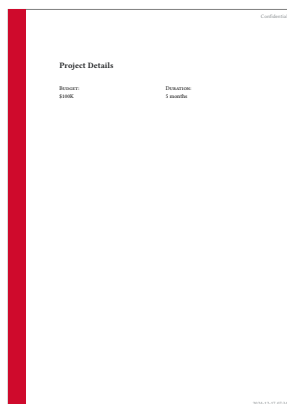 Confidential
Project Details
Budget:
$100K
Duration:
5 months